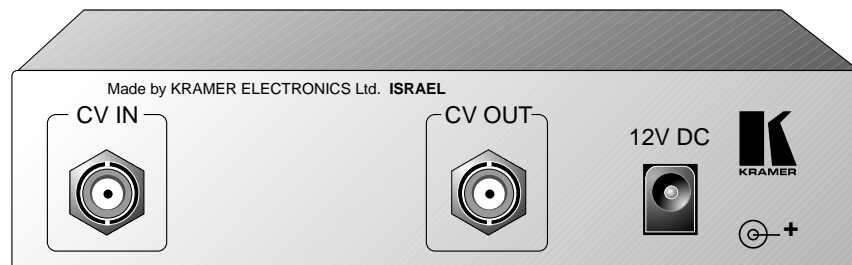 Made by KRAMER ELECTRONICS Ltd. ISRAEL
CV IN
CV OUT
12V DC
KRAMER
+